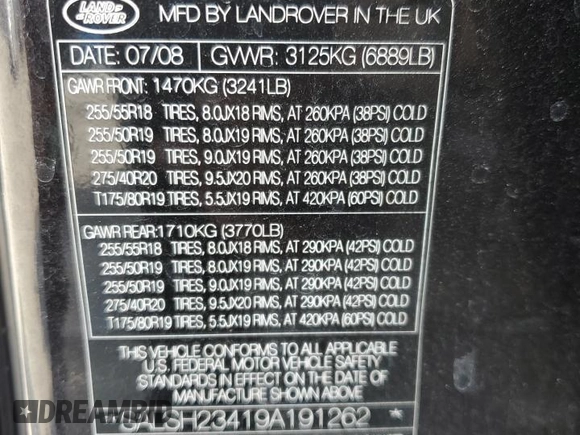 LAND
ROVER
MFD BY LANDROVER IN THE UK
DATE: 07/08 GVWR: 3125KG (6889LB)
GAWR FRONT: 1470KG (3241LB)
255/55R18 TIRES, 8.0JX18 RIMS, AT 260KPA (38PSI) COLD
255/50R19 TIRES, 8.0JX19 RIMS, AT 260KPA (38PSI) COLD
255/50R19 TIRES, 9.0JX19 RIMS, AT 260KPA (38PSI) COLD
275/40R20 TIRES, 9.5JX20 RIMS, AT 260KPA (38PSI) COLD
T175/80R19 TIRES, 5.5JX19 RIMS, AT 420KPA (60PSI) COLD
GAWR REAR:1710KG (3770LB)
255/55R18 TIRES, 8.0JX18 RIMS, AT 290KPA (42PSI) COLD
255/50R19 TIRES, 8.0JX19 RIMS, AT 290KPA (42PSI) COLD
255/50R19 TIRES, 9.0JX19 RIMS, AT 290KPA (42PSI) COLD
275/40R20 TIRES, 9.5JX20 RIMS, AT 290KPA (42PSI) COLD
T175/80R19 TIRES, 5.5JX19 RIMS, AT 420KPA (60PSI) COLD
THIS VEHICLE CONFORMS TO ALL APPLICABLE
U.S. FEDERAL MOTOR VEHICLE SAFETY
STANDARDS IN EFFECT ON THE DATE OF
MANUFACTURE SHOWN ABOVE
SALSH23419A191262 *
DREAMBID